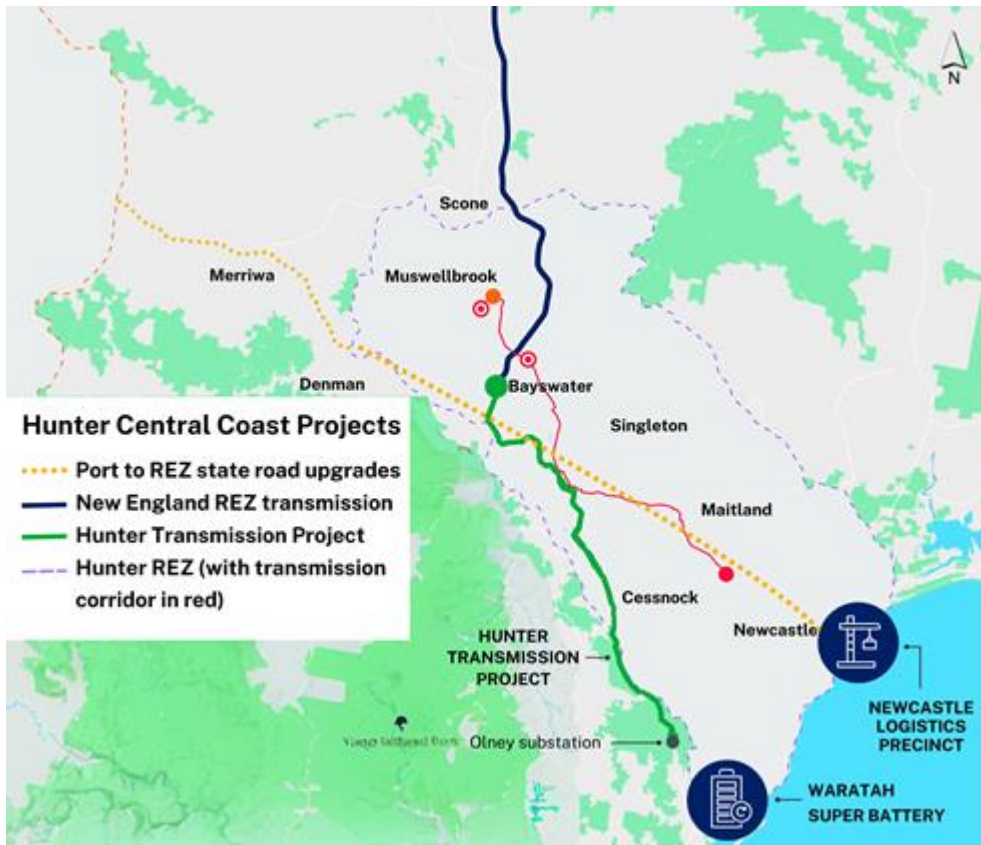 N
Scone
Merriwa
Muswellbrook
Denman
Bayswater
Singleton
Hunter Central Coast Projects
Port to REZ state road upgrades
New England REZ transmission
Hunter Transmission Project
Hunter REZ (with transmission
corridor in red)
Maitland
Cessnock
Newcastle
HUNTER
TRANSMISSION
PROJECT
NEWCASTLE
LOGISTICS
PRECINCT
Olney substation
WARATAH
SUPER BATTERY